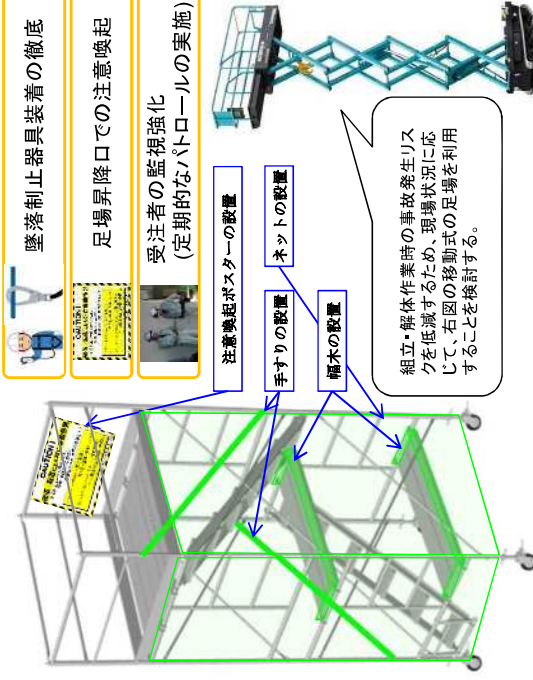 墜落制止器具装着の徹底
足場昇降口での注意喚起
受注者の監視強化
(定期的なパトロールの実施)
注意喚起ポスターの設置
手すりの設置
ネットの設置
幅木の設置
組立・解体作業時の事故発生リス
クを低減するため、現場状況に応
じて、右図の移動式の足場を利用
することを検討する。
CAUTION!
CAUTION!